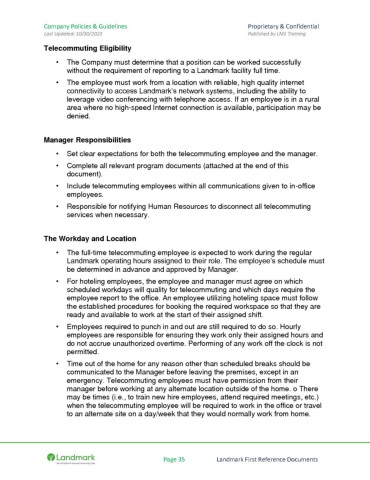 Company Policies & Guidelines Proprietary & Confidential
Last Updated: 10/30/2020 Published by LMS Training
Telecommuting Eligibility
• The Company must determine that a position can be worked successfully
without the requirement of reporting to a Landmark facility full time.
• The employee must work from a location with reliable, high quality internet
connectivity to access Landmark's network systems, including the ability to
leverage video conferencing with telephone access. If an employee is in a rural
area where no high-speed Internet connection is available, participation may be
denied.
Manager Responsibilities
• Set clear expectations for both the telecommuting employee and the manager.
• Complete all relevant program documents (attached at the end of this
document).
• Include telecommuting employees within all communications given to in-office
employees.
• Responsible for notifying Human Resources to disconnect all telecommuting
services when necessary.
The Workday and Location
• The full-time telecommuting employee is expected to work during the regular
Landmark operating hours assigned to their role. The employee's schedule must
be determined in advance and approved by Manager.
• For hoteling employees, the employee and manager must agree on which
scheduled workdays will qualify for telecommuting and which days require the
employee report to the office. An employee utilizing hoteling space must follow
the established procedures for booking the required workspace so that they are
ready and available to work at the start of their assigned shift.
• Employees required to punch in and out are still required to do so. Hourly
employees are responsible for ensuring they work only their assigned hours and
do not accrue unauthorized overtime. Performing of any work off the clock is not
permitted.
• Time out of the home for any reason other than scheduled breaks should be
communicated to the Manager before leaving the premises, except in an
emergency. Telecommuting employees must have permission from their
manager before working at any alternate location outside of the home. o There
may be times (i.e., to train new hire employees, attend required meetings, etc.)
when the telecommuting employee will be required to work in the office or travel
to an alternate site on a day/week that they would normally work from home.
Landmark Page 35 Landmark First Reference Documents